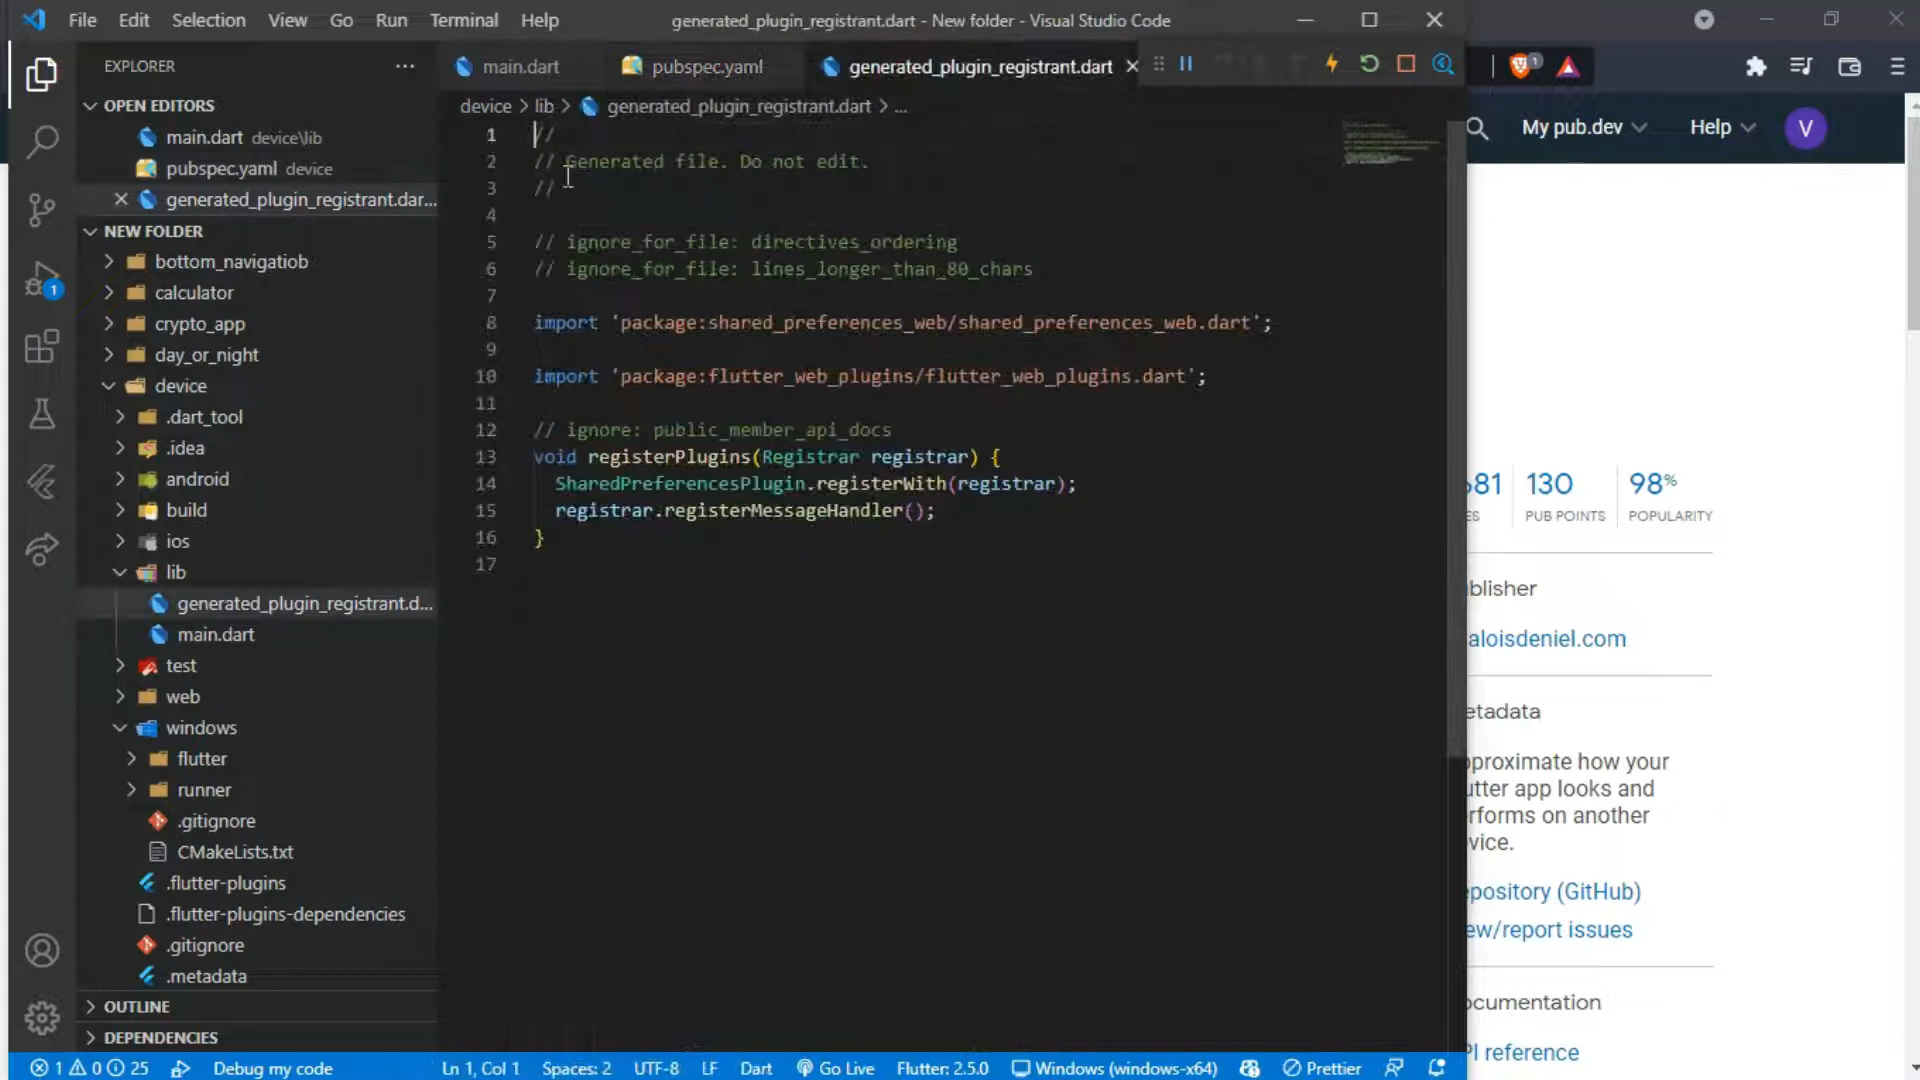 File Edit Selection View Go Run Terminal Help
generated_plugin_registrant.dart - New folder - Visual Studio Code
EXPLORER
OPEN EDITORS
main.dart device\lib
pubspec.yaml device
generated_plugin_registrant.dar...
NEW FOLDER
bottom_navigatiob
calculator
crypto_app
day_or_night
device
.dart_tool
.idea
android
build
ios
lib
generated_plugin_registrant.d...
main.dart
test
web
windows
flutter
runner
.gitignore
CMakeLists.txt
.flutter-plugins
.flutter-plugins-dependencies
.gitignore
.metadata
OUTLINE
DEPENDENCIES
1
main.dart
pubspec.yaml
generated_plugin_registrant.dart
device > lib > generated_plugin_registrant.dart > ...
1 //
2 // Generated file. Do not edit.
3 //
4
5 // ignore_for_file: directives_ordering
6 // ignore_for_file: lines_longer_than_80_chars
7
8 import 'package:shared_preferences_web/shared_preferences_web.dart';
9
10 import 'package:flutter_web_plugins/flutter_web_plugins.dart';
11
12 // ignore: public_member_api_docs
13 void registerPlugins(Registrar registrar) {
14 SharedPreferencesPlugin.registerWith(registrar);
15 registrar.registerMessageHandler();
16 }
17
1 0 25 Debug my code Ln 1, Col 1 Spaces: 2 UTF-8 LF Dart Go Live Flutter: 2.5.0 Windows (windows-x64) Prettier
1
My pub.dev Help V
681 130 98%
ES PUB POINTS POPULARITY
blisher
aloisdeniel.com
etadata
pproximate how your
utter app looks and
rforms on another
vice.
epository (GitHub)
ew/report issues
ocumentation
PI reference